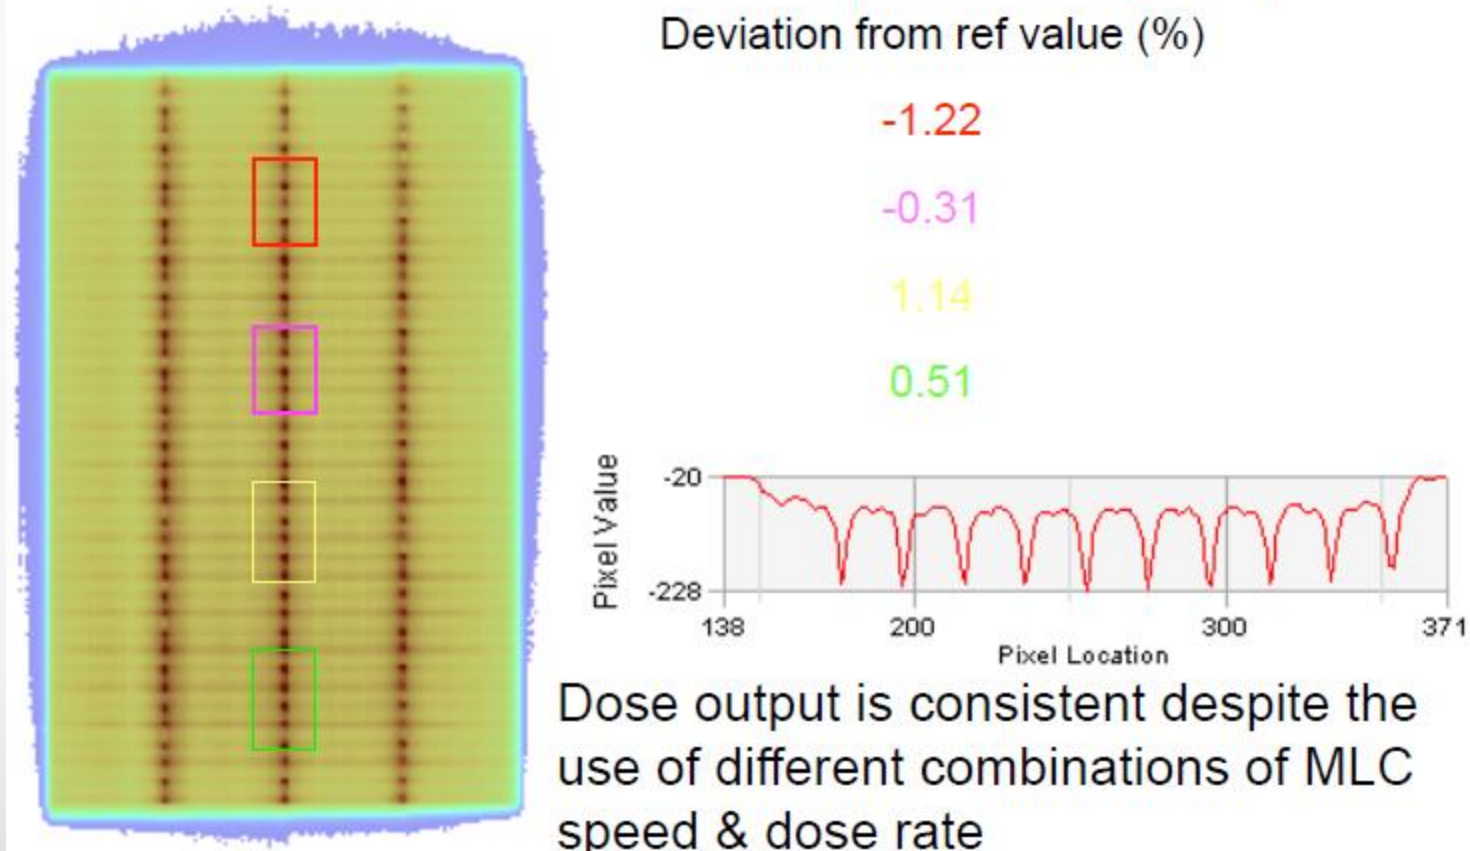 Deviation from ref value (%)
-1.22
-0.31
1.14
0.51
Pixel Value
-20
-228
138 200 300 371
Pixel Location
Dose output is consistent despite the
use of different combinations of MLC
speed & dose rate